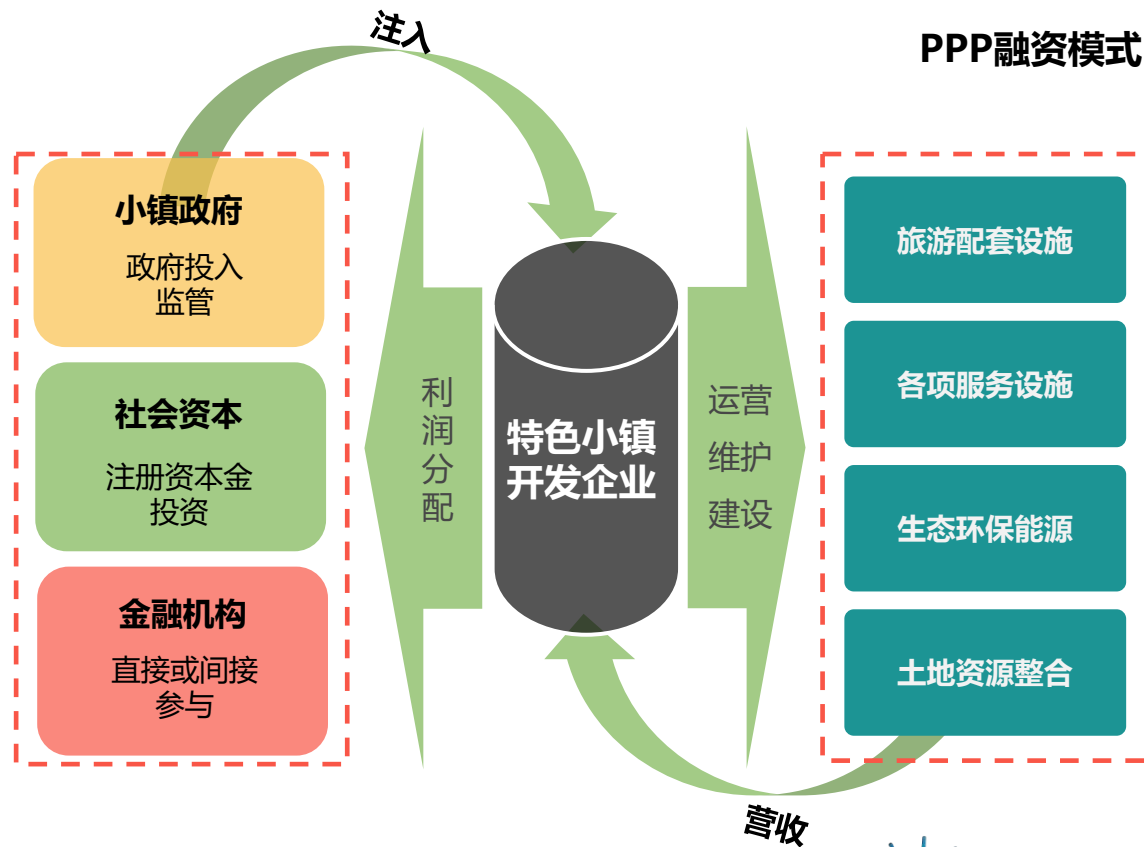 注入
PPP融资模式
小镇政府
政府投入
监管
社会资本
注册资本金
投资
金融机构
直接或间接
参与
利
润
分
配
特色小镇
开发企业
运营
维护
建设
旅游配套设施
各项服务设施
生态环保能源
土地资源整合
营收